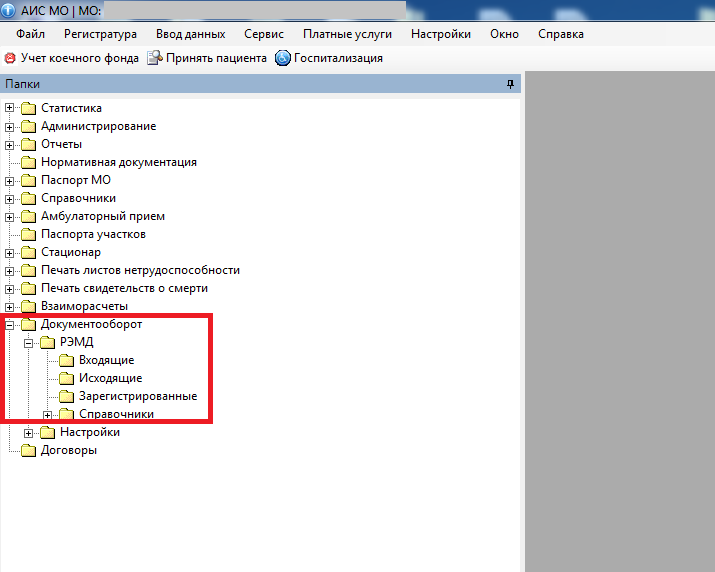 АИС МО | МО:
Файл Регистратура Ввод данных Сервис Платные услуги Настройки Окно Справка
Учет коечного фонда Принять пациента Госпитализация
Папки
Статистика
Администрирование
Отчеты
Нормативная документация
Паспорт МО
Справочники
Амбулаторный прием
Паспорта участков
Стационар
Печать листов нетрудоспособности
Печать свидетельств о смерти
Взаиморасчеты
Документооборот
РЭМД
Входящие
Исходящие
Зарегистрированные
Справочники
Настройки
Договоры